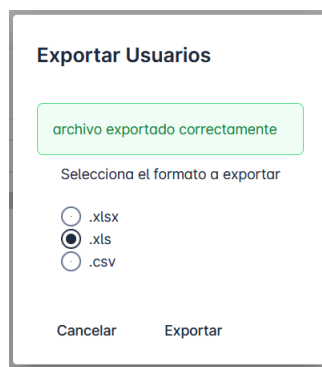 Exportar Usuarios
archivo exportado correctamente
Selecciona el formato a exportar
.xlsx
.xls
.csv
Cancelar Exportar